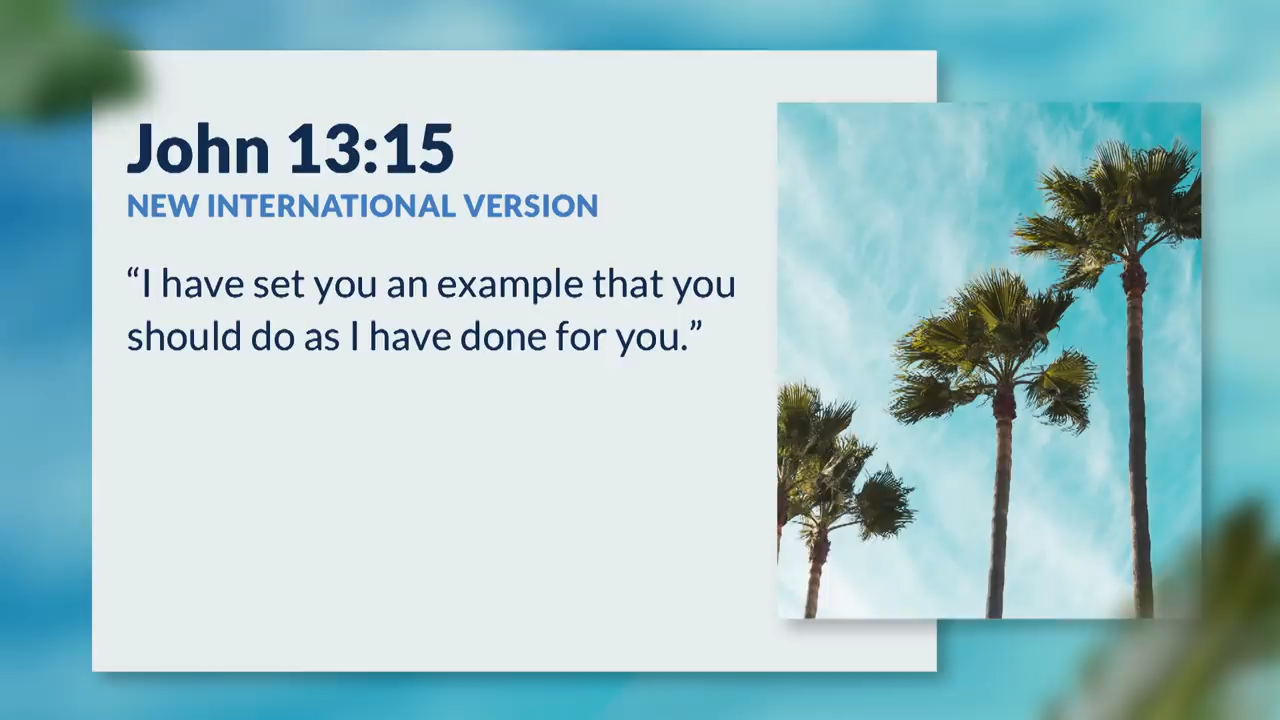 John 13:15
NEW INTERNATIONAL VERSION
“I have set you an example that you
should do as I have done for you.”